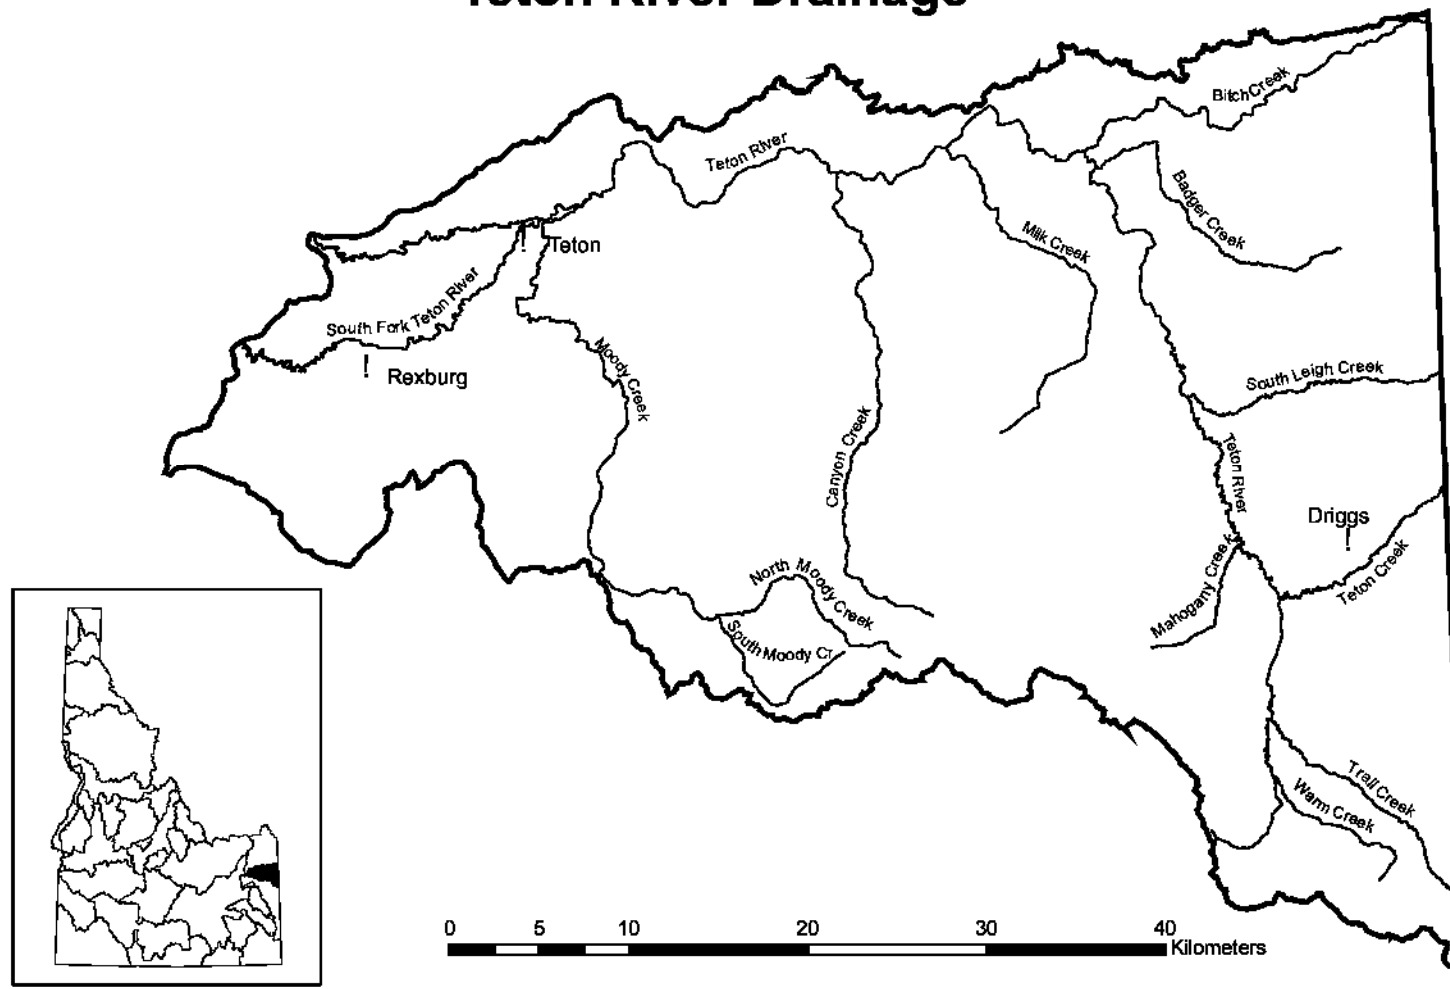 Teton River Drainage
Bitch Creek
Teton River
Badger Creek
Milk Creek
Teton
South Fork Teton River
Rexburg
Moody Creek
South Leigh Creek
Canyon Creek
Teton River
Driggs
Teton Creek
Mahogany Creek
North Moody Creek
South Moody Cr
Trail Creek
Warm Creek
0 5 10 20 30 40
Kilometers